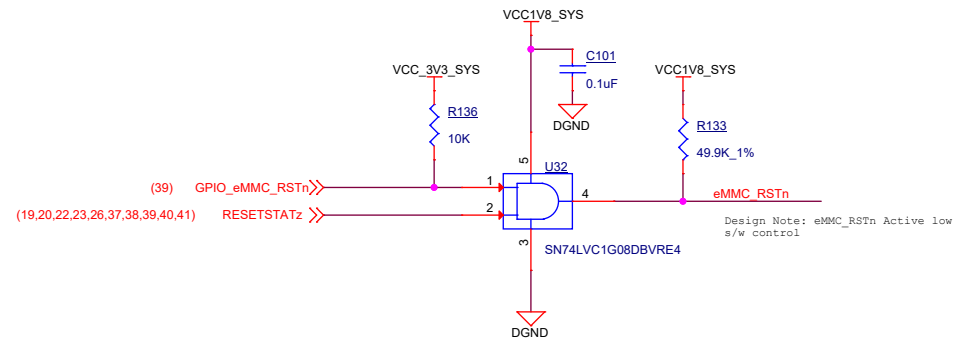 VCC1V8_SYS
C101
0.1uF
DGND
VCC_3V3_SYS
R136
10K
VCC1V8_SYS
R133
49.9K_1%
U32
5
(39) GPIO_eMMC_RSTn
1
4
eMMC_RSTn
(19,20,22,23,26,37,38,39,40,41) RESETSTATz
2
3
Design Note: eMMC_RSTn Active low
s/w control
SN74LVC1G08DBVRE4
DGND